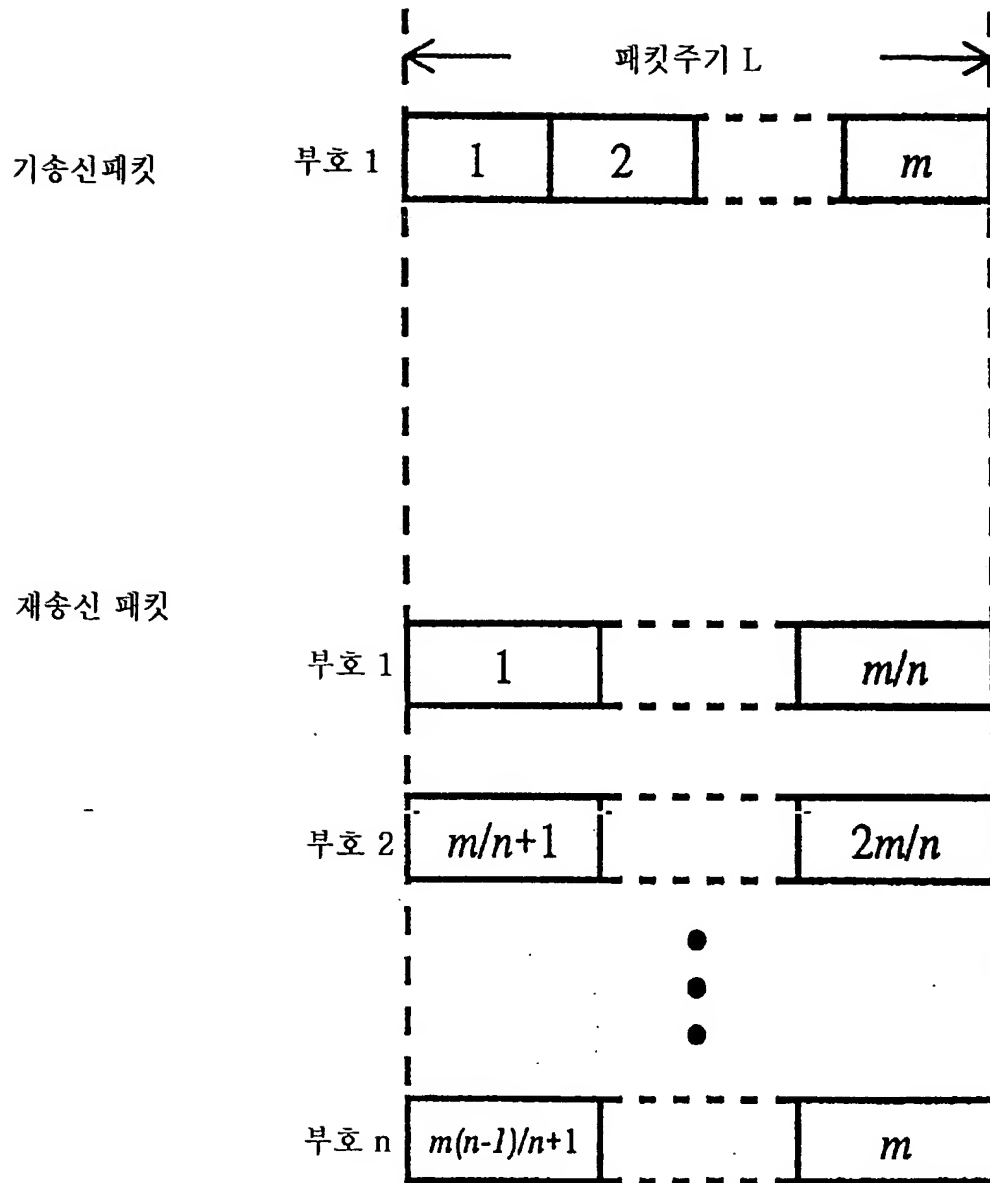 패킷주기 L
기송신패킷 부호 1 1 2 m
재송신 패킷
부호 1 1 m/n
부호 2 m/n+1 2m/n
부호 n m(n-1)/n+1 m